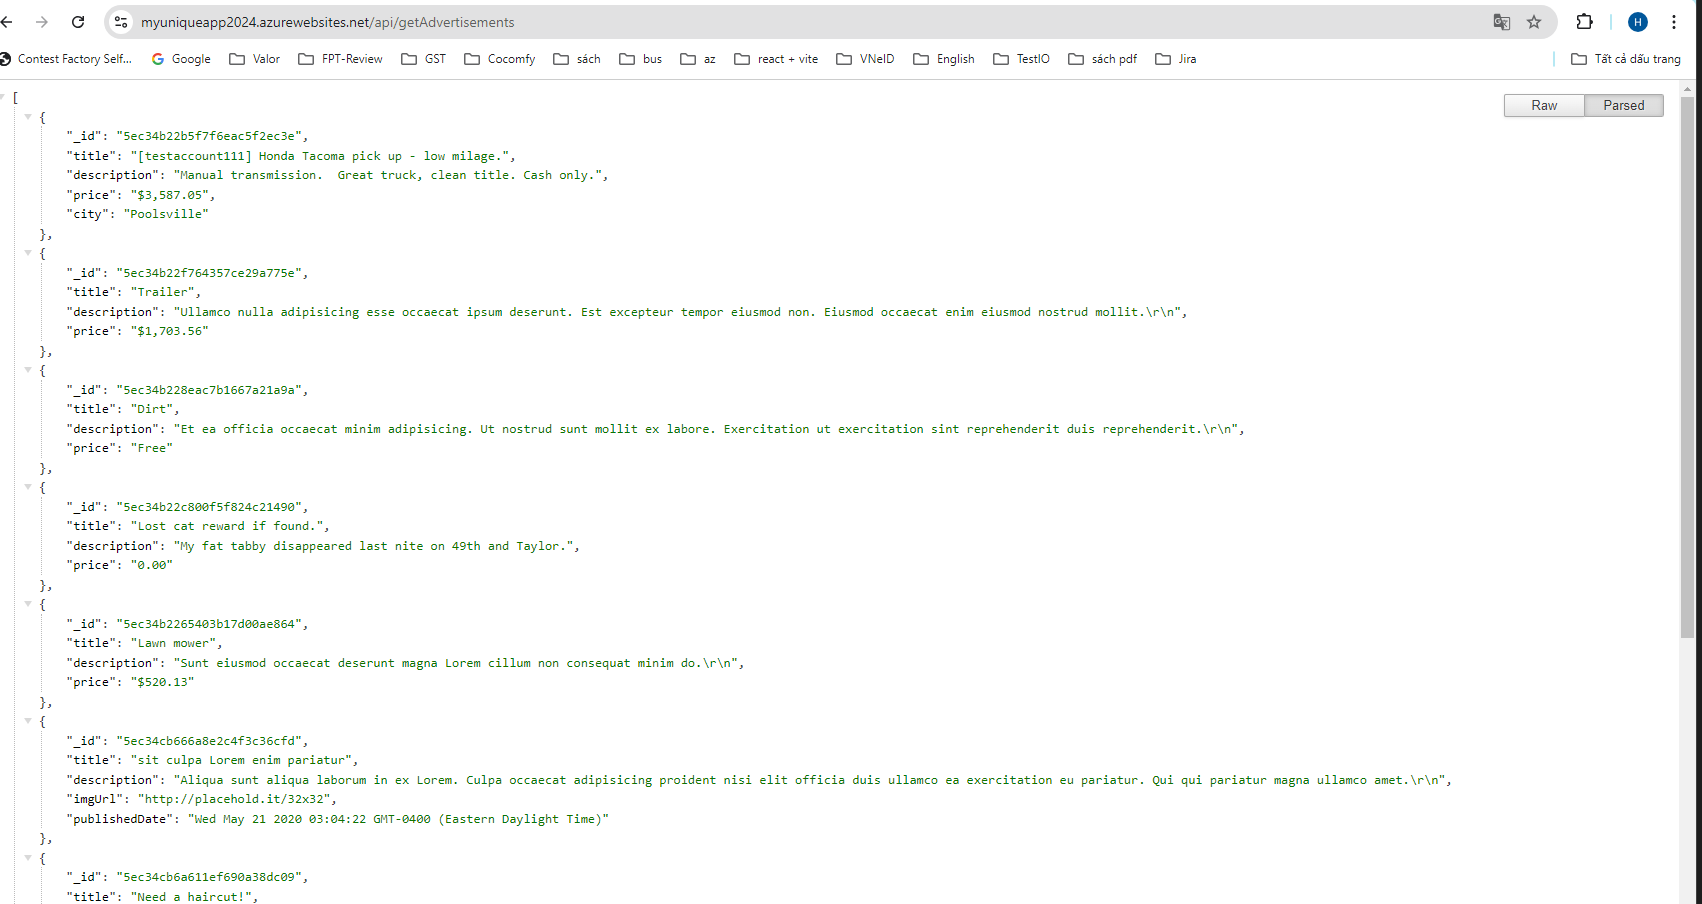 myuniqueapp2024.azurewebsites.net/api/getAdvertisements
H
Contest Factory Self... Google Valor FPT-Review GST Cocomfy sách bus az react + vite VNeID English TestIO sách pdf Jira Tất cả dấu trang
Raw Parsed
[
{
"_id": "5ec34b22b5f7f6eac5f2ec3e",
"title": "[testaccount111] Honda Tacoma pick up - low milage.",
"description": "Manual transmission.  Great truck, clean title. Cash only.",
"price": "$3,587.05",
"city": "Poolsville"
},
{
"_id": "5ec34b22f764357ce29a775e",
"title": "Trailer",
"description": "Ullamco nulla adipisicing esse occaecat ipsum deserunt. Est excepteur tempor eiusmod non. Eiusmod occaecat enim eiusmod nostrud mollit.\r\n",
"price": "$1,703.56"
},
{
"_id": "5ec34b228eac7b1667a21a9a",
"title": "Dirt",
"description": "Et ea officia occaecat minim adipisicing. Ut nostrud sunt mollit ex labore. Exercitation ut exercitation sint reprehenderit duis reprehenderit.\r\n",
"price": "Free"
},
{
"_id": "5ec34b22c800f5f824c21490",
"title": "Lost cat reward if found.",
"description": "My fat tabby disappeared last nite on 49th and Taylor.",
"price": "0.00"
},
{
"_id": "5ec34b2265403b17d00ae864",
"title": "Lawn mower",
"description": "Sunt eiusmod occaecat deserunt magna Lorem cillum non consequat minim do.\r\n",
"price": "$520.13"
},
{
"_id": "5ec34cb666a8e2c4f3c36cfd",
"title": "sit culpa Lorem enim pariatur",
"description": "Aliqua sunt aliqua laborum in ex Lorem. Culpa occaecat adipisicing proident nisi elit officia duis ullamco ea exercitation eu pariatur. Qui qui pariatur magna ullamco amet.\r\n",
"imgUrl": "http://placehold.it/32x32",
"publishedDate": "Wed May 21 2020 03:04:22 GMT-0400 (Eastern Daylight Time)"
},
{
"_id": "5ec34cb6a611ef690a38dc09",
"title": "Need a haircut!",